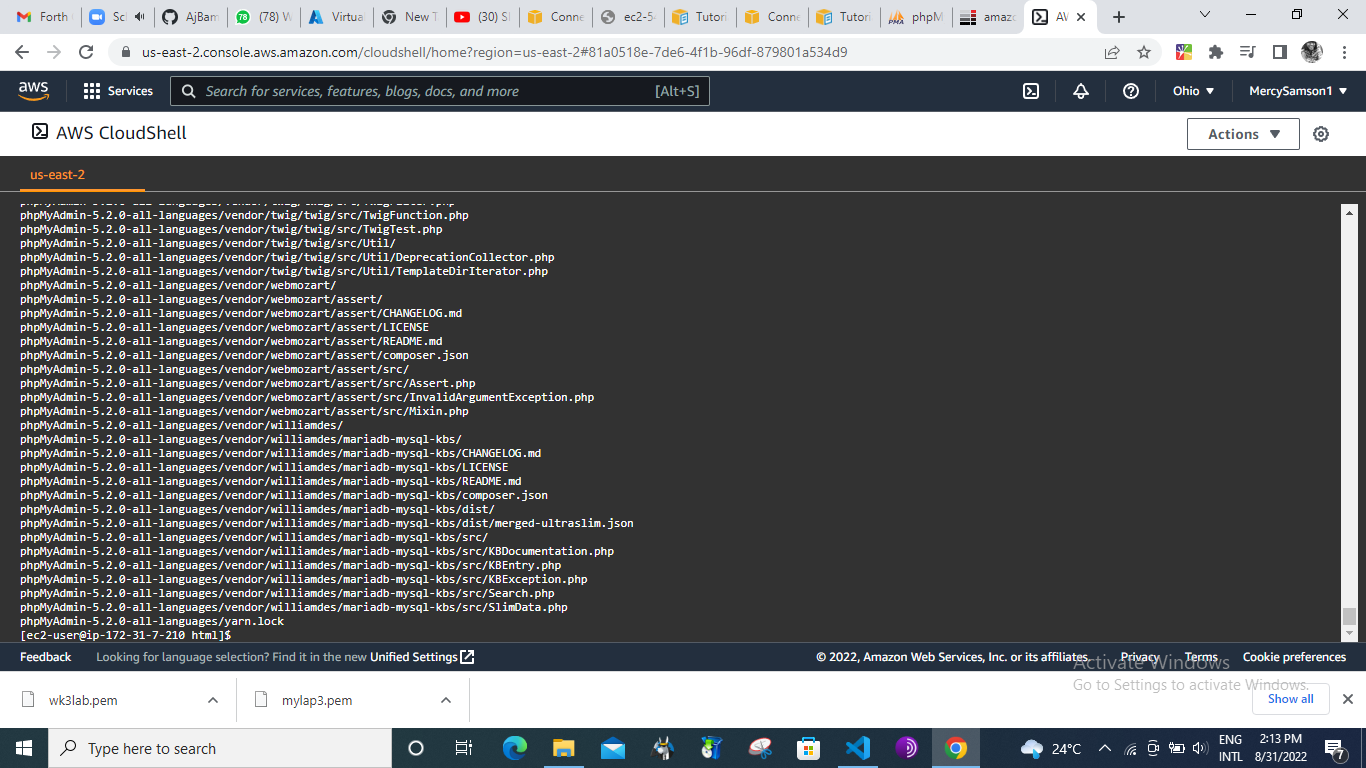 Forth
Sc
AjBam
(78) W
Virtua
New T
(30) Sl
Conne
ec2-54
Tutori
Conne
Tutori
phpM
amazo
AV
us-east-2.console.aws.amazon.com/cloudshell/home?region=us-east-2#81a0518e-7de6-4f1b-96df-879801a534d9
aws
Services
Search for services, features, blogs, docs, and more
[Alt+S]
Ohio
MercySamson1
AWS CloudShell
Actions
us-east-2
phpMyAdmin-5.2.0-all-languages/vendor/twig/twig/src/TwigFilter.php
phpMyAdmin-5.2.0-all-languages/vendor/twig/twig/src/TwigFunction.php
phpMyAdmin-5.2.0-all-languages/vendor/twig/twig/src/TwigTest.php
phpMyAdmin-5.2.0-all-languages/vendor/twig/twig/src/Util/
phpMyAdmin-5.2.0-all-languages/vendor/twig/twig/src/Util/DeprecationCollector.php
phpMyAdmin-5.2.0-all-languages/vendor/twig/twig/src/Util/TemplateDirIterator.php
phpMyAdmin-5.2.0-all-languages/vendor/webmozart/
phpMyAdmin-5.2.0-all-languages/vendor/webmozart/assert/
phpMyAdmin-5.2.0-all-languages/vendor/webmozart/assert/CHANGELOG.md
phpMyAdmin-5.2.0-all-languages/vendor/webmozart/assert/LICENSE
phpMyAdmin-5.2.0-all-languages/vendor/webmozart/assert/README.md
phpMyAdmin-5.2.0-all-languages/vendor/webmozart/assert/composer.json
phpMyAdmin-5.2.0-all-languages/vendor/webmozart/assert/src/
phpMyAdmin-5.2.0-all-languages/vendor/webmozart/assert/src/Assert.php
phpMyAdmin-5.2.0-all-languages/vendor/webmozart/assert/src/InvalidArgumentException.php
phpMyAdmin-5.2.0-all-languages/vendor/webmozart/assert/src/Mixin.php
phpMyAdmin-5.2.0-all-languages/vendor/williamdes/
phpMyAdmin-5.2.0-all-languages/vendor/williamdes/mariadb-mysql-kbs/
phpMyAdmin-5.2.0-all-languages/vendor/williamdes/mariadb-mysql-kbs/CHANGELOG.md
phpMyAdmin-5.2.0-all-languages/vendor/williamdes/mariadb-mysql-kbs/LICENSE
phpMyAdmin-5.2.0-all-languages/vendor/williamdes/mariadb-mysql-kbs/README.md
phpMyAdmin-5.2.0-all-languages/vendor/williamdes/mariadb-mysql-kbs/composer.json
phpMyAdmin-5.2.0-all-languages/vendor/williamdes/mariadb-mysql-kbs/dist/
phpMyAdmin-5.2.0-all-languages/vendor/williamdes/mariadb-mysql-kbs/dist/merged-ultraslim.json
phpMyAdmin-5.2.0-all-languages/vendor/williamdes/mariadb-mysql-kbs/src/
phpMyAdmin-5.2.0-all-languages/vendor/williamdes/mariadb-mysql-kbs/src/KBDocumentation.php
phpMyAdmin-5.2.0-all-languages/vendor/williamdes/mariadb-mysql-kbs/src/KBEntry.php
phpMyAdmin-5.2.0-all-languages/vendor/williamdes/mariadb-mysql-kbs/src/KBException.php
phpMyAdmin-5.2.0-all-languages/vendor/williamdes/mariadb-mysql-kbs/src/Search.php
phpMyAdmin-5.2.0-all-languages/vendor/williamdes/mariadb-mysql-kbs/src/SlimData.php
phpMyAdmin-5.2.0-all-languages/yarn.lock
[ec2-user@ip-172-31-7-210 html]$
Feedback
Looking for language selection? Find it in the new Unified Settings
© 2022, Amazon Web Services, Inc. or its affiliates.
Privacy
Terms
Cookie preferences
Activate Windows
Go to Settings to activate Windows.
wk3lab.pem
mylap3.pem
Show all
Type here to search
24°C
ENG
INTL
2:13 PM
8/31/2022
7